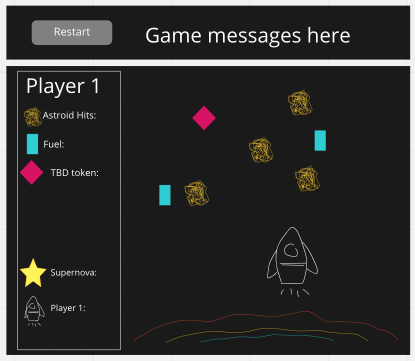 Restart
Game messages here
Player 1
Astroid Hits:
Fuel:
TBD token:
Supernova:
Player 1: